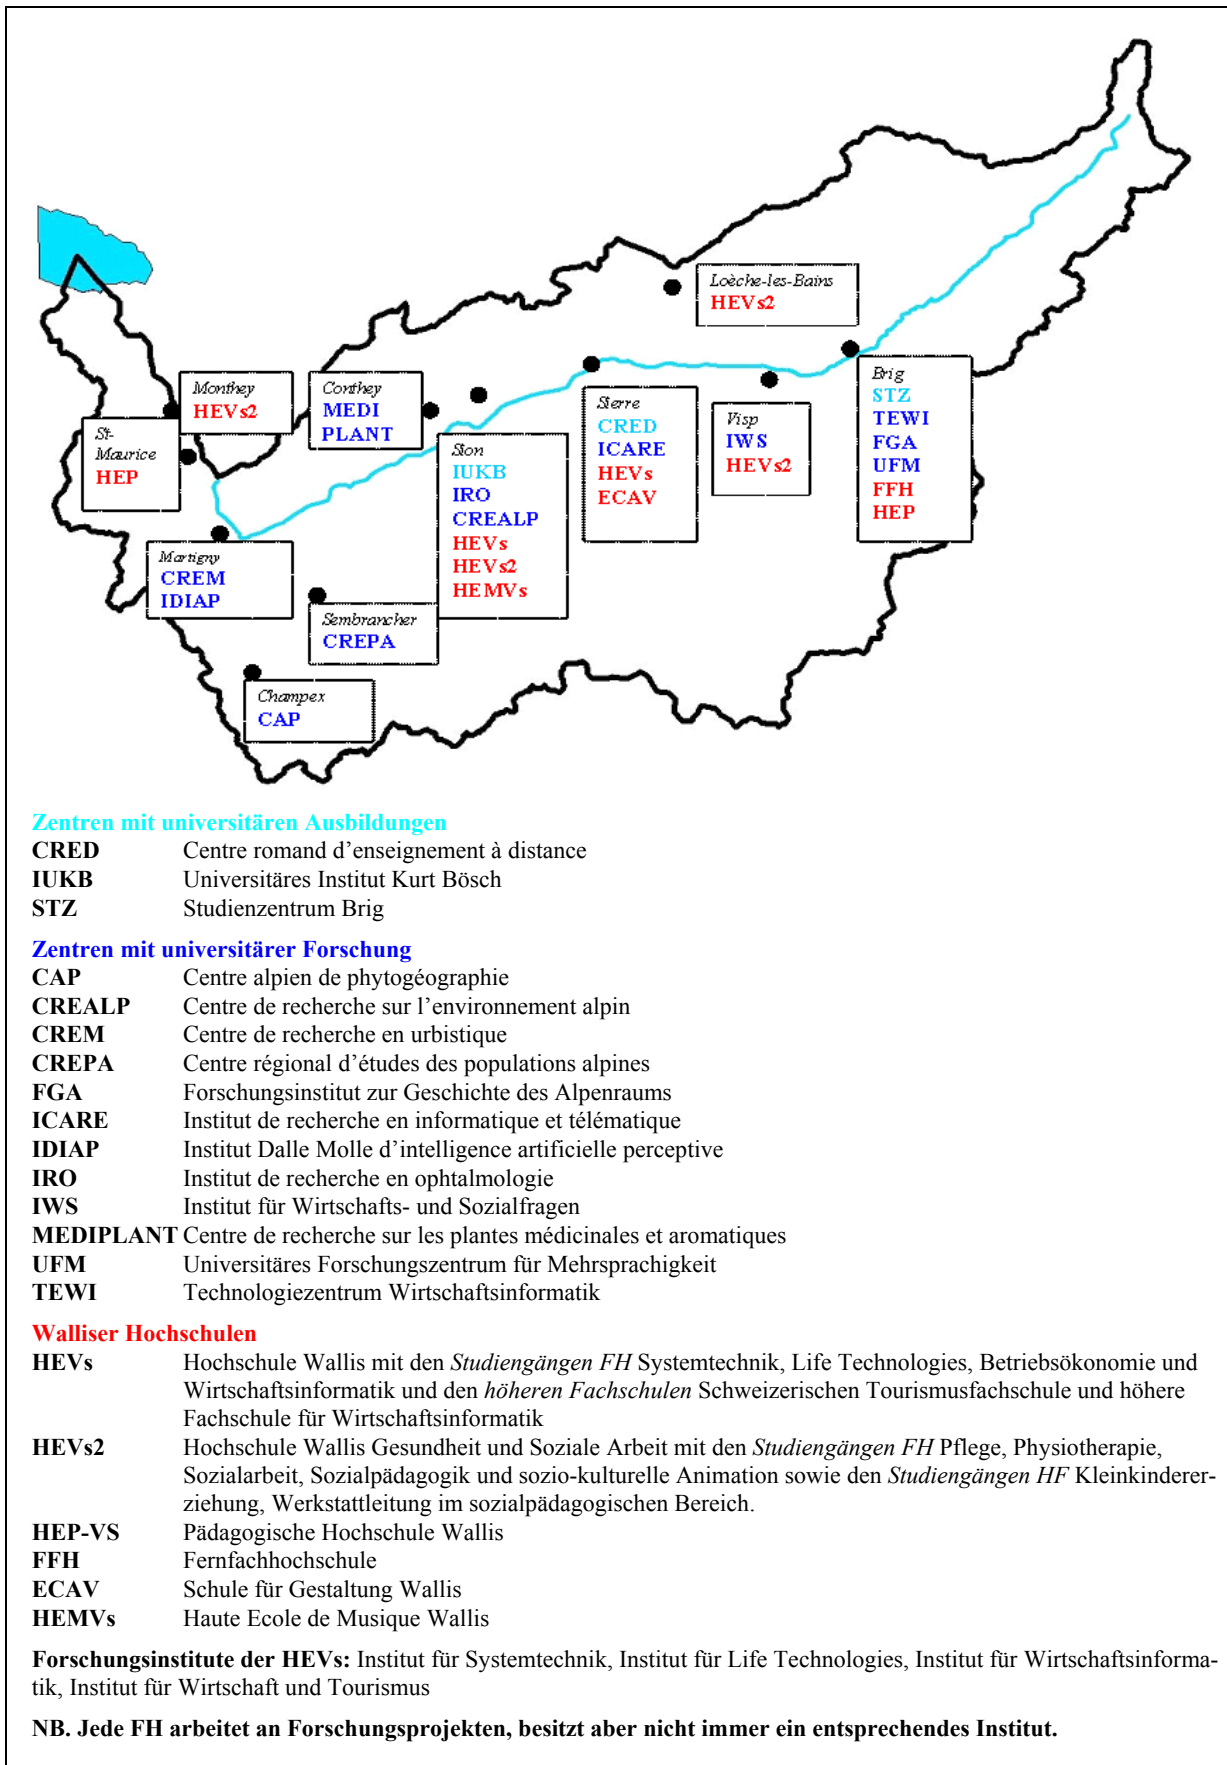 Loèche-les-Bains
HEVs2
Monthey
HEVs2
Conthey
MEDI
PLANT
St-
Maurice
HEP
Sion
IUKB
IRO
CREALP
HEVs
HEVs2
HEMVs
Sierre
CRED
ICARE
HEVs
ECAV
Visp
IWS
HEVs2
Brig
STZ
TEWI
FGA
UFM
FFH
HEP
Martigny
CREM
IDIAP
Sembrancher
CREPA
Champex
CAP
Zentren mit universitären Ausbildungen
CRED Centre romand d’enseignement à distance
IUKB Universitäres Institut Kurt Bösch
STZ Studienzentrum Brig
Zentren mit universitärer Forschung
CAP Centre alpien de phytogéographie
CREALP Centre de recherche sur l’environnement alpin
CREM Centre de recherche en urbistique
CREPA Centre régional d’études des populations alpines
FGA Forschungsinstitut zur Geschichte des Alpenraums
ICARE Institut de recherche en informatique et télématique
IDIAP Institut Dalle Molle d’intelligence artificielle perceptive
IRO Institut de recherche en ophtalmologie
IWS Institut für Wirtschafts- und Sozialfragen
MEDIPLANT Centre de recherche sur les plantes médicinales et aromatiques
UFM Universitäres Forschungszentrum für Mehrsprachigkeit
TEWI Technologiezentrum Wirtschaftsinformatik
Walliser Hochschulen
HEVs Hochschule Wallis mit den Studiengängen FH Systemtechnik, Life Technologies, Betriebsökonomie und
Wirtschaftsinformatik und den höheren Fachschulen Schweizerischen Tourismusfachschule und höhere
Fachschule für Wirtschaftsinformatik
HEVs2 Hochschule Wallis Gesundheit und Soziale Arbeit mit den Studiengängen FH Pflege, Physiotherapie,
Sozialarbeit, Sozialpädagogik und sozio-kulturelle Animation sowie den Studiengängen HF Kleinkinderer-
ziehung, Werkstattleitung im sozialpädagogischen Bereich.
HEP-VS Pädagogische Hochschule Wallis
FFH Fernfachhochschule
ECAV Schule für Gestaltung Wallis
HEMVs Haute Ecole de Musique Wallis
Forschungsinstitute der HEVs: Institut für Systemtechnik, Institut für Life Technologies, Institut für Wirtschaftsinforma-
tik, Institut für Wirtschaft und Tourismus
NB. Jede FH arbeitet an Forschungsprojekten, besitzt aber nicht immer ein entsprechendes Institut.